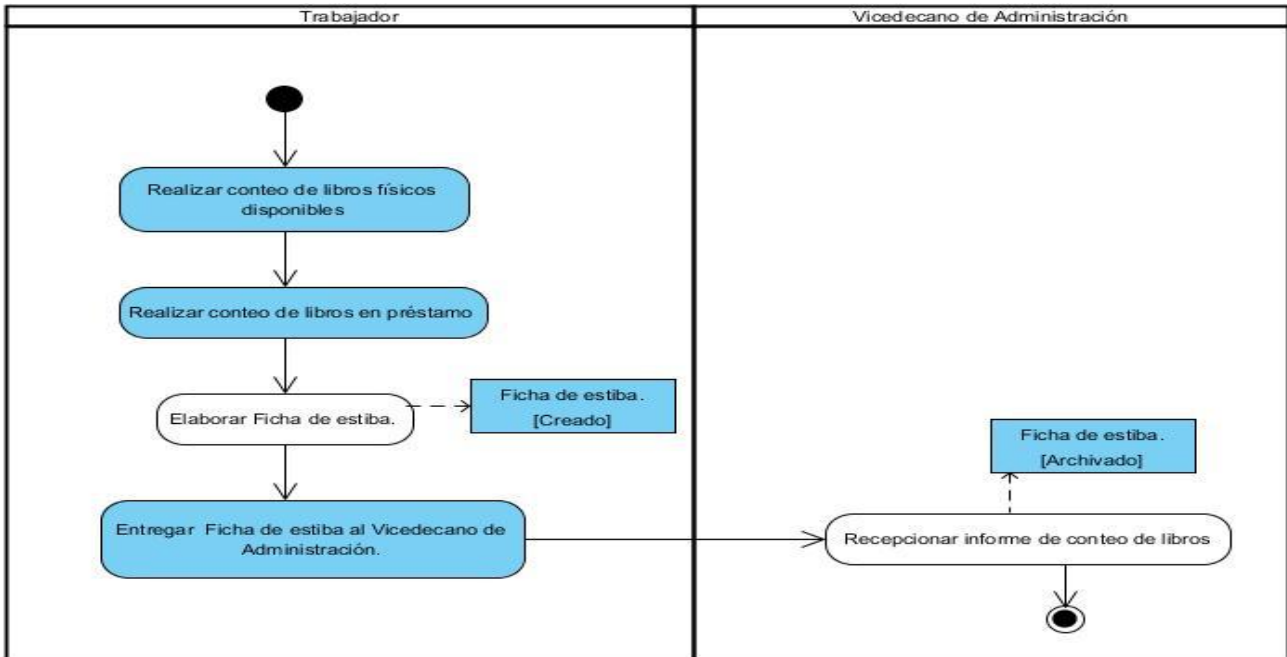 Trabajador
Vicedecano de Administración
Realizar conteo de libros físicos
disponibles
Realizar conteo de libros en préstamo
Elaborar Ficha de estiba.
Ficha de estiba.
[Creado]
Entregar Ficha de estiba al Vicedecano de
Administración.
Ficha de estiba.
[Archivado]
Recepcionar informe de conteo de libros